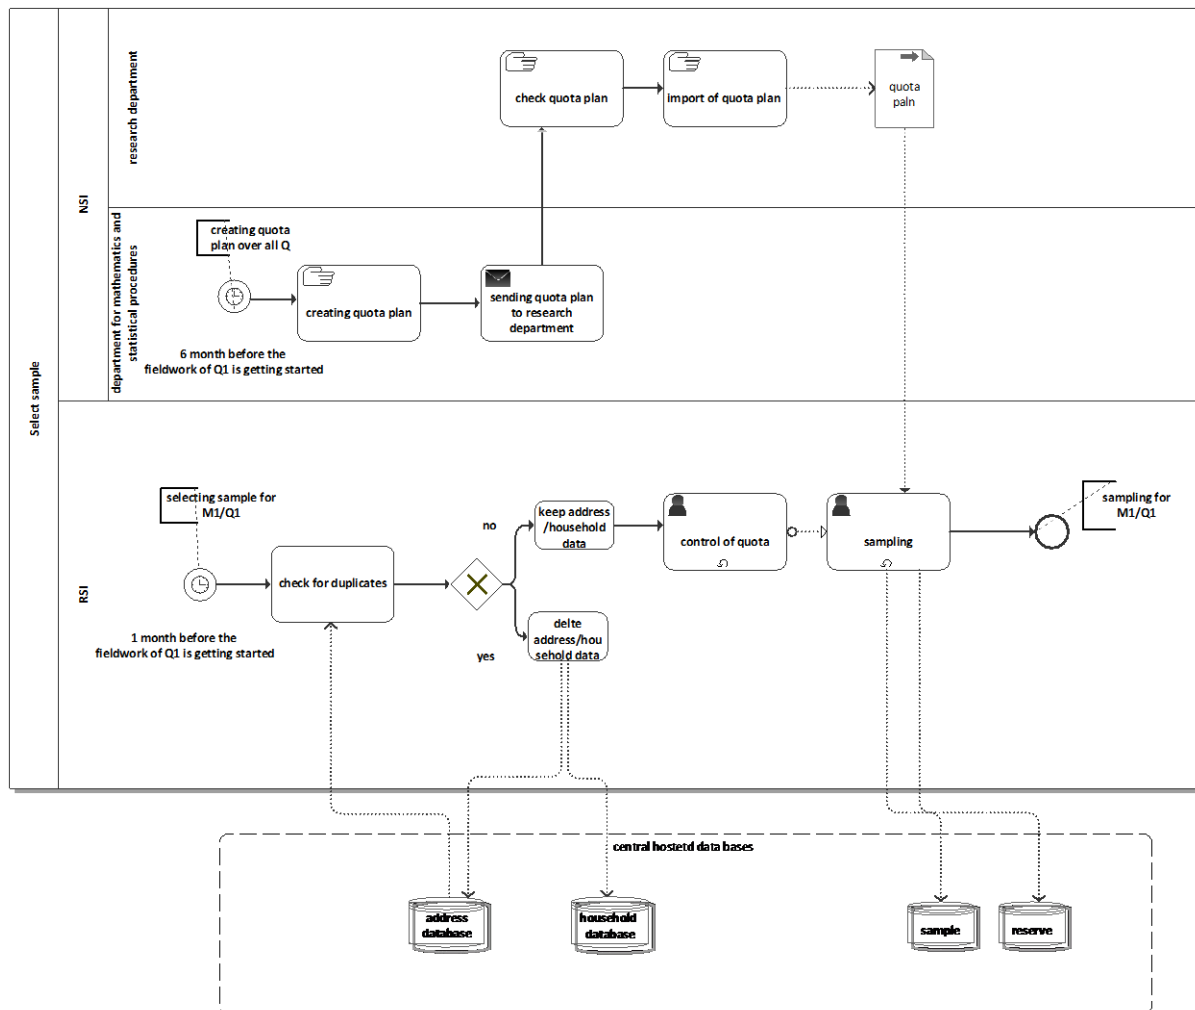 Select sample
NSI
research department
check quota plan
import of quota plan
quota
paln
department for mathematics and
statistical procedures
creating quota
plan over all Q
creating quota plan
sending quota plan
to research
department
6 month before the
fieldwork of Q1 is getting started
RSI
selecting sample for
M1/Q1
check for duplicates
1 month before the
fieldwork of Q1 is getting started
no
keep address
/household
data
yes
delte
address/hou
sehold data
control of quota
sampling
sampling for
M1/Q1
central hostetd data bases
address
database
household
database
sample
reserve